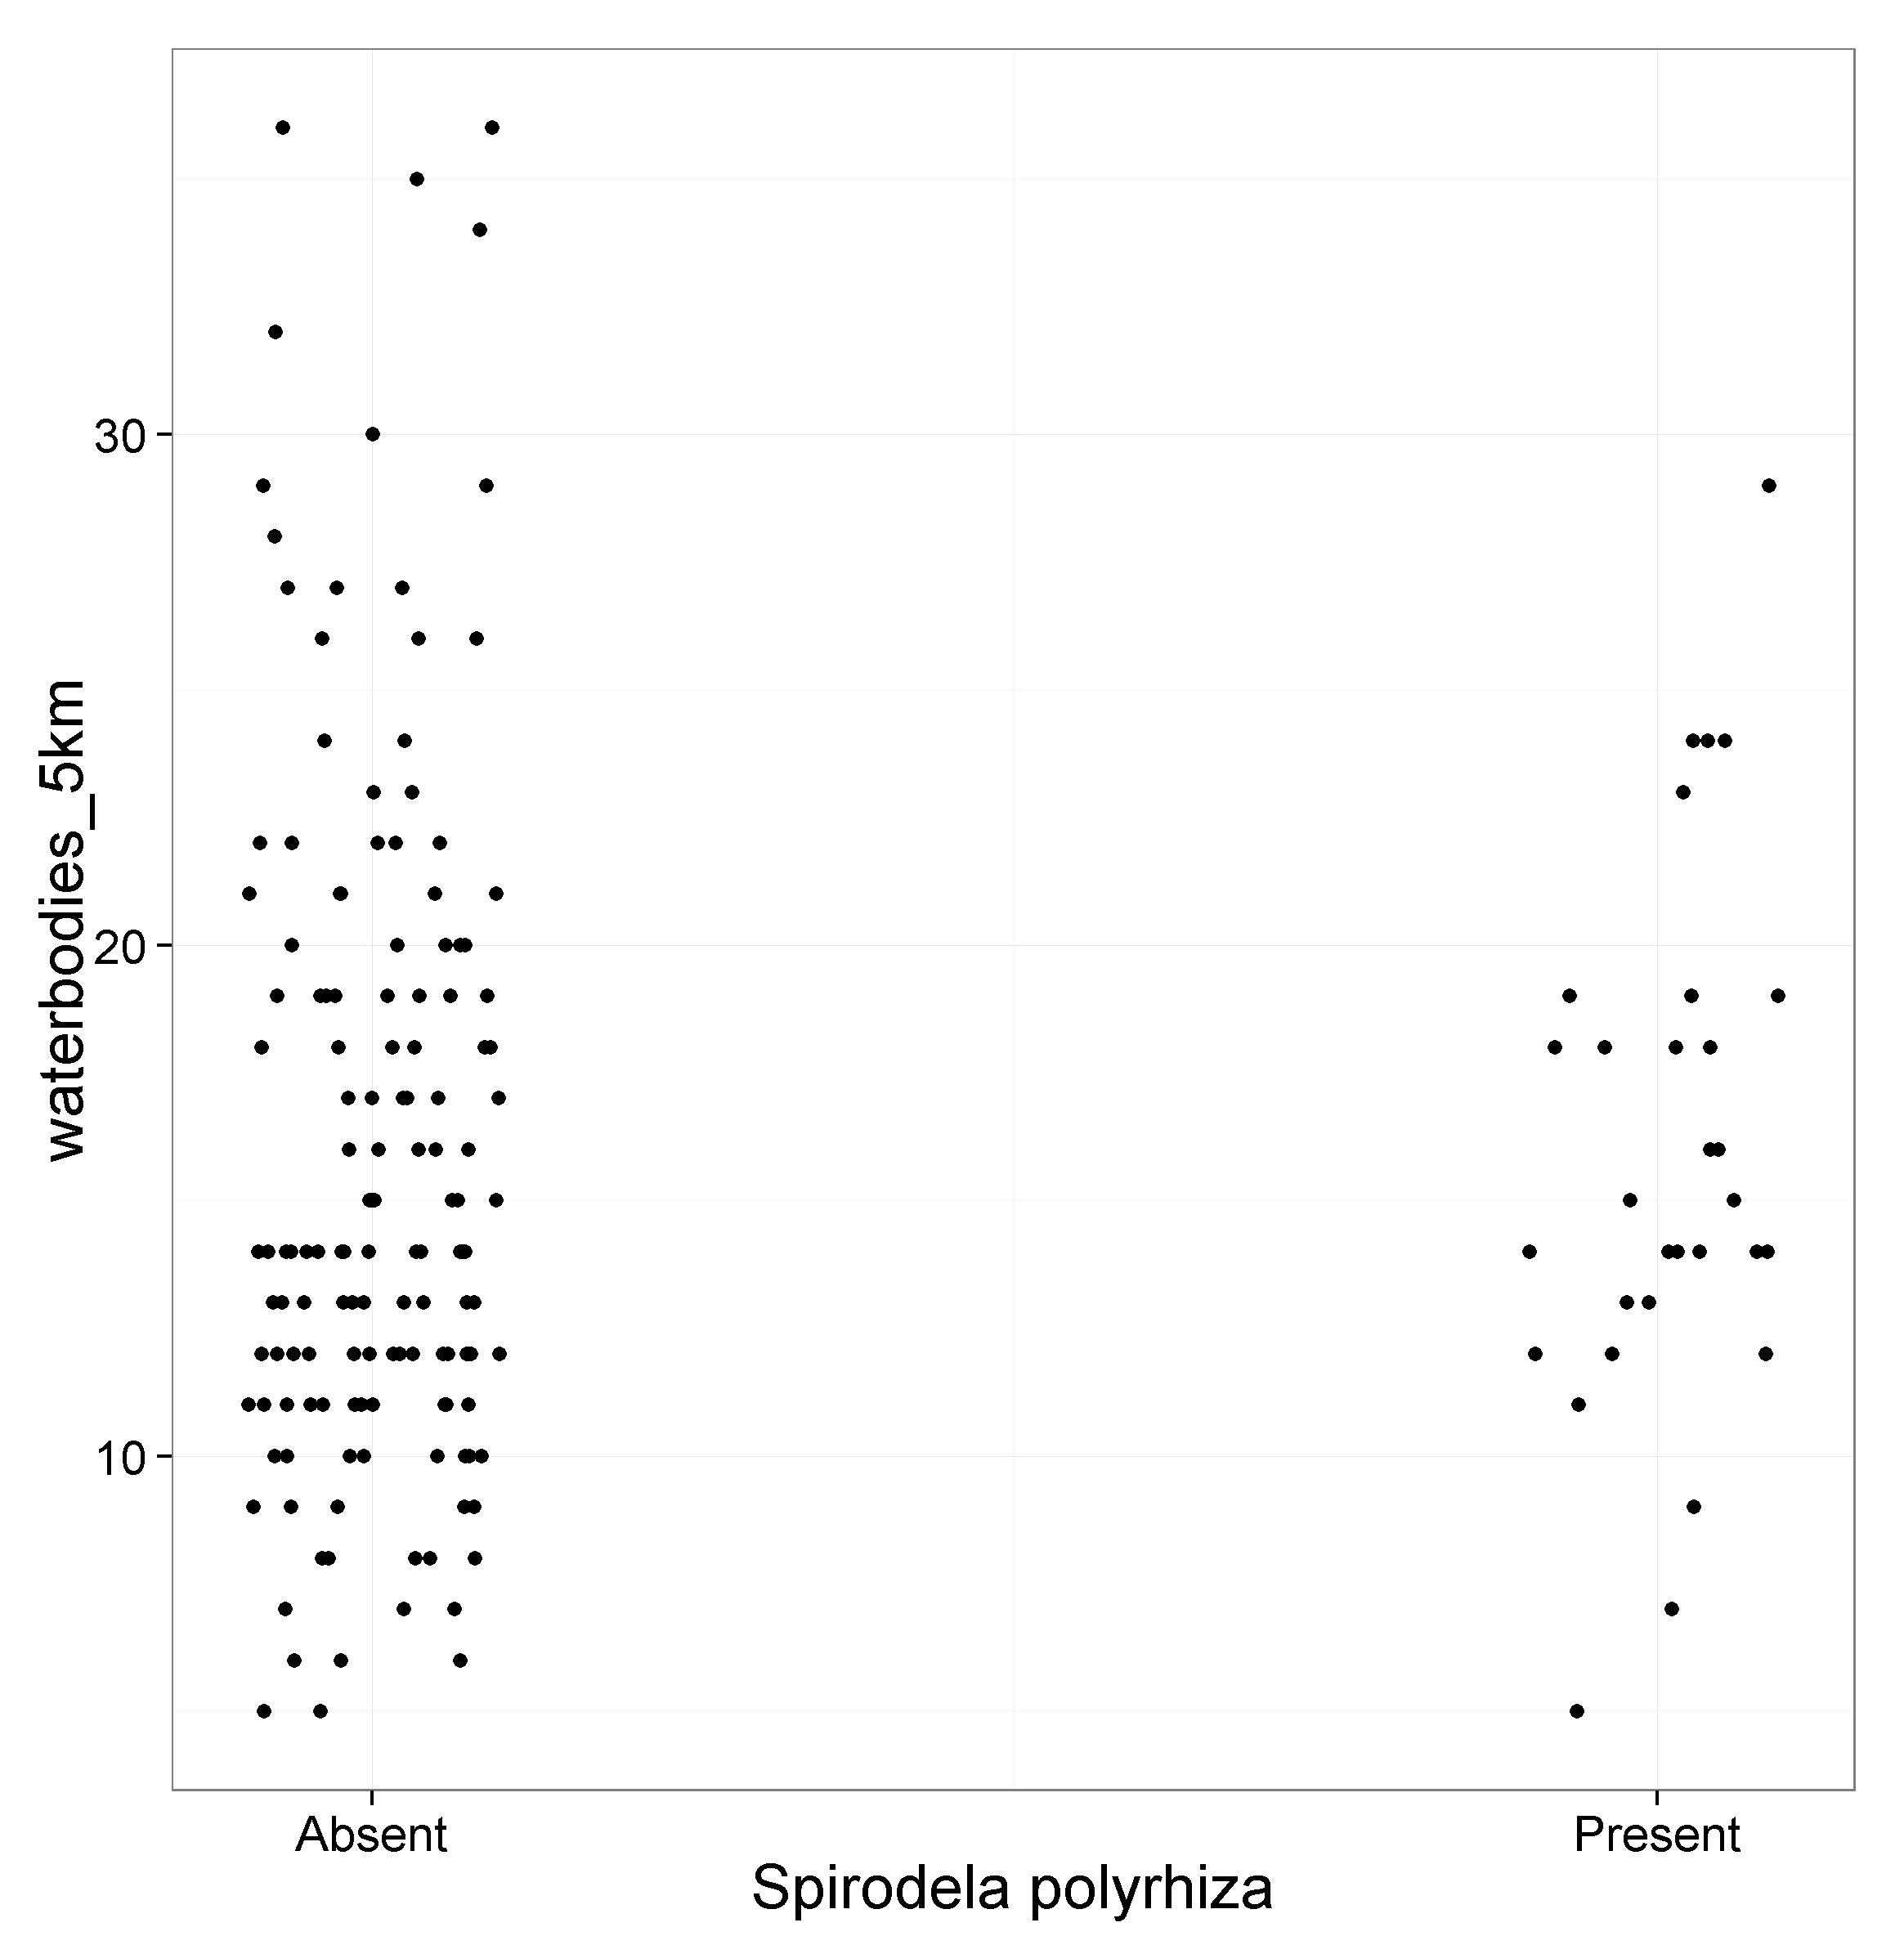 waterbodies_5km
30
20
10
Absent
Present
Spirodela polyrhiza